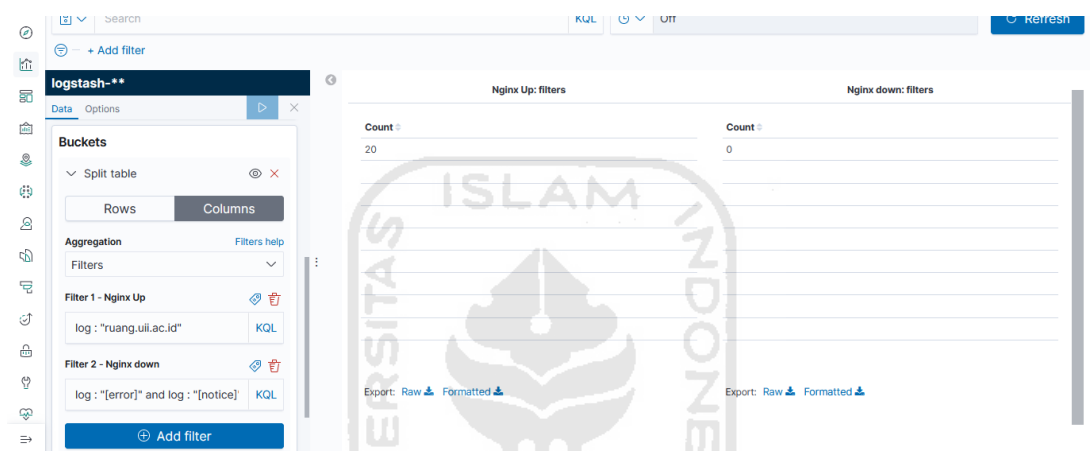 Search
KQL
Off
Refresh
+ Add filter
logstash-**
Data Options
Buckets
Split table
Rows Columns
Aggregation Filters help
Filters
Filter 1 - Nginx Up
log : "ruang.uii.ac.id" KQL
Filter 2 - Nginx down
log : "[error]" and log : "[notice]' KQL
Add filter
Nginx Up: filters
Count
20
Export: Raw Formatted
Nginx down: filters
Count
0
Export: Raw Formatted
ISLAM
ERSITAS
INDONE